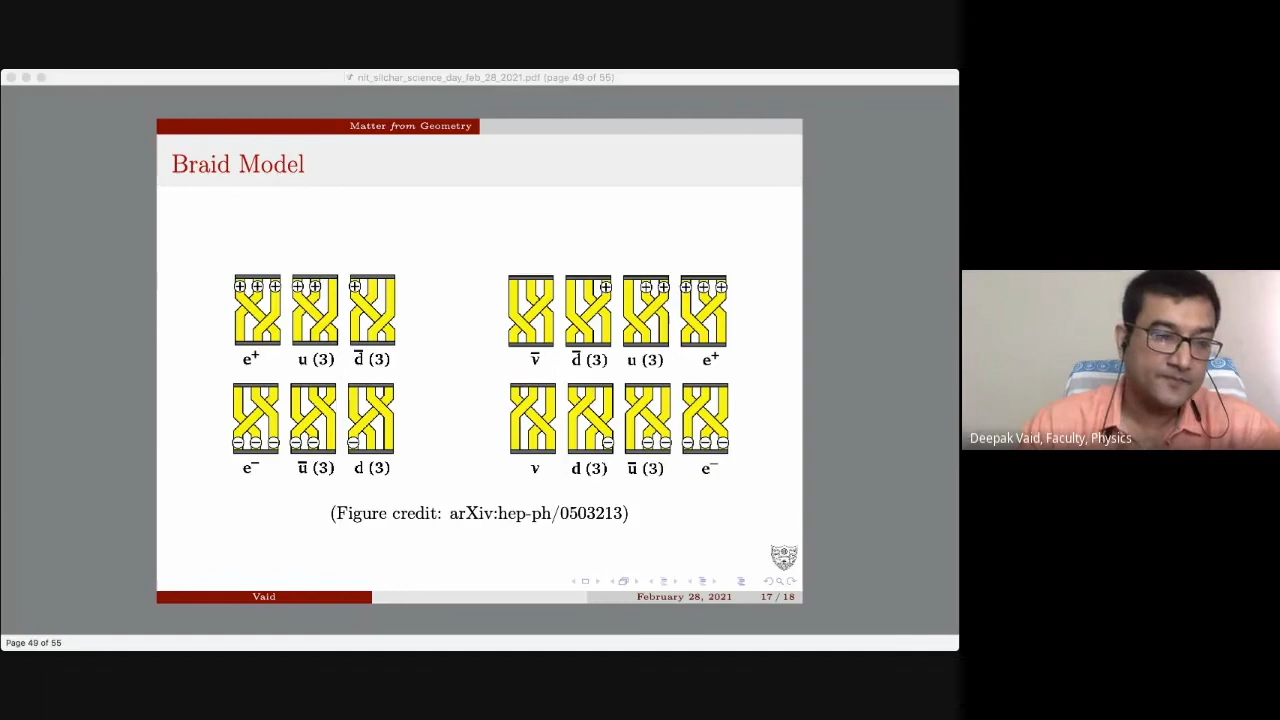 nit_silchar_science_day_feb_28_2021.pdf (page 49 of 55)
Matter from Geometry
Braid Model
+ + + + + + + + + + + +
e⁺ u (3) d̅ (3) ν̅ d̅ (3) u (3) e⁺
− − − − − − − − − − − −
e⁻ u̅ (3) d (3) ν d (3) u̅ (3) e⁻
(Figure credit: arXiv:hep-ph/0503213)
Vaid February 28, 2021 17 / 18
Page 49 of 55
Deepak Vaid, Faculty, Physics